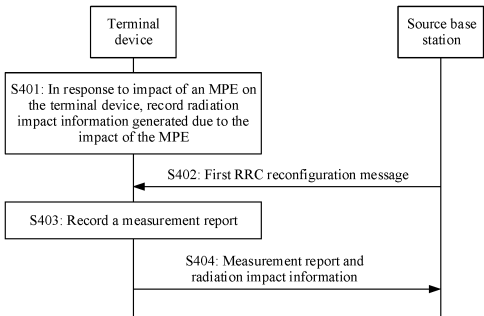 Terminal
device
Source base
station
S401: In response to impact of an MPE on
the terminal device, record radiation
impact information generated due to the
impact of the MPE
S402: First RRC reconfiguration message
S403: Record a measurement report
S404: Measurement report and
radiation impact information